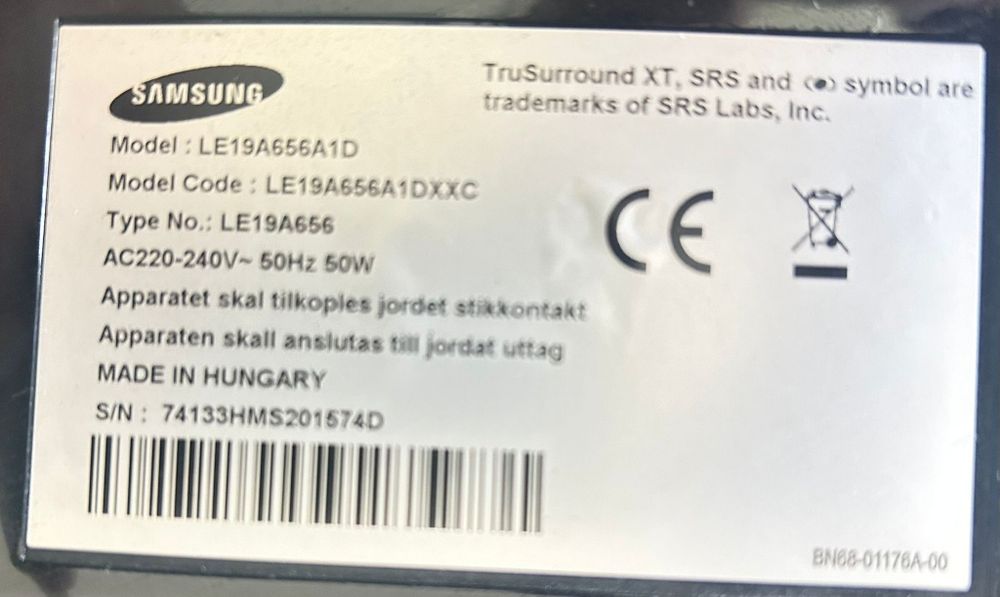 SAMSUNG
TruSurround XT, SRS and (●) symbol are
trademarks of SRS Labs, Inc.
Model : LE19A656A1D
Model Code : LE19A656A1DXXC
Type No.: LE19A656
AC220-240V~ 50Hz 50W
Apparatet skal tilkoples jordet stikkontakt
Apparaten skall anslutas till jordat uttag
MADE IN HUNGARY
S/N : 74133HMS201574D
CE
BN68-01176A-00